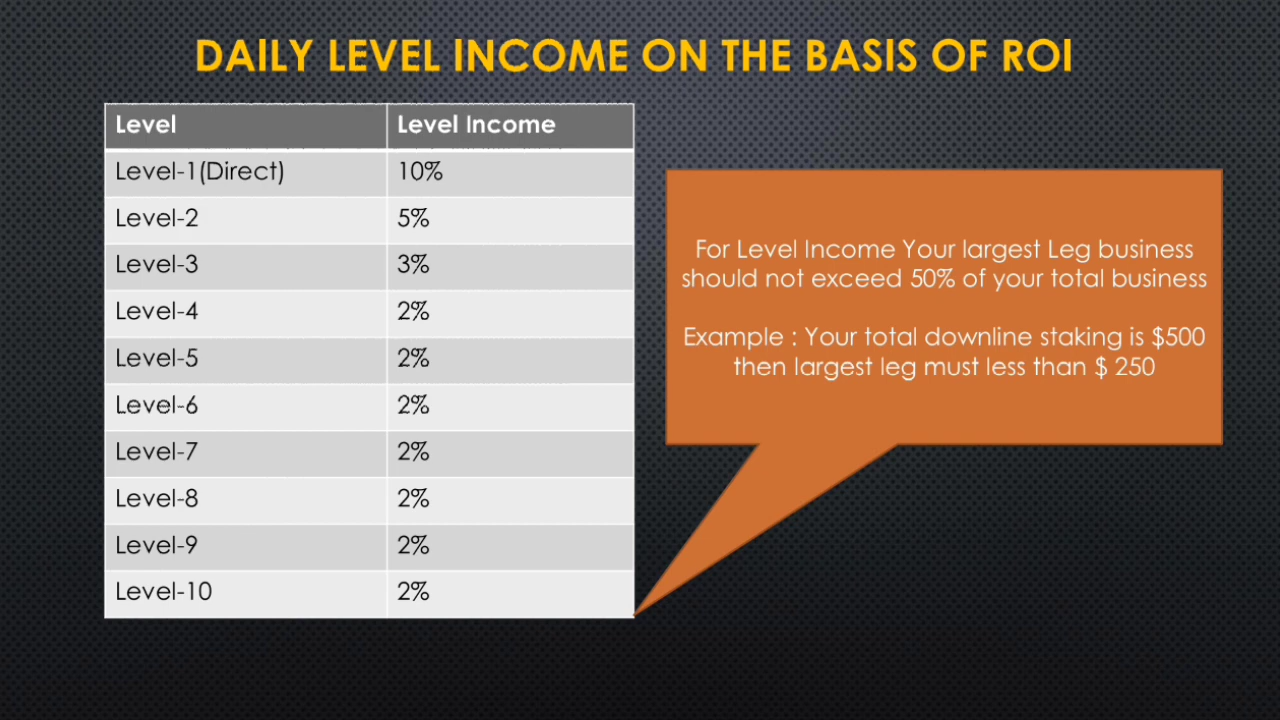 DAILY LEVEL INCOME ON THE BASIS OF ROI
Level Level Income
Level-1(Direct) 10%
Level-2 5%
Level-3 3%
Level-4 2%
Level-5 2%
Level-6 2%
Level-7 2%
Level-8 2%
Level-9 2%
Level-10 2%
For Level Income Your largest Leg business
should not exceed 50% of your total business
Example : Your total downline staking is $500
then largest leg must less than $ 250